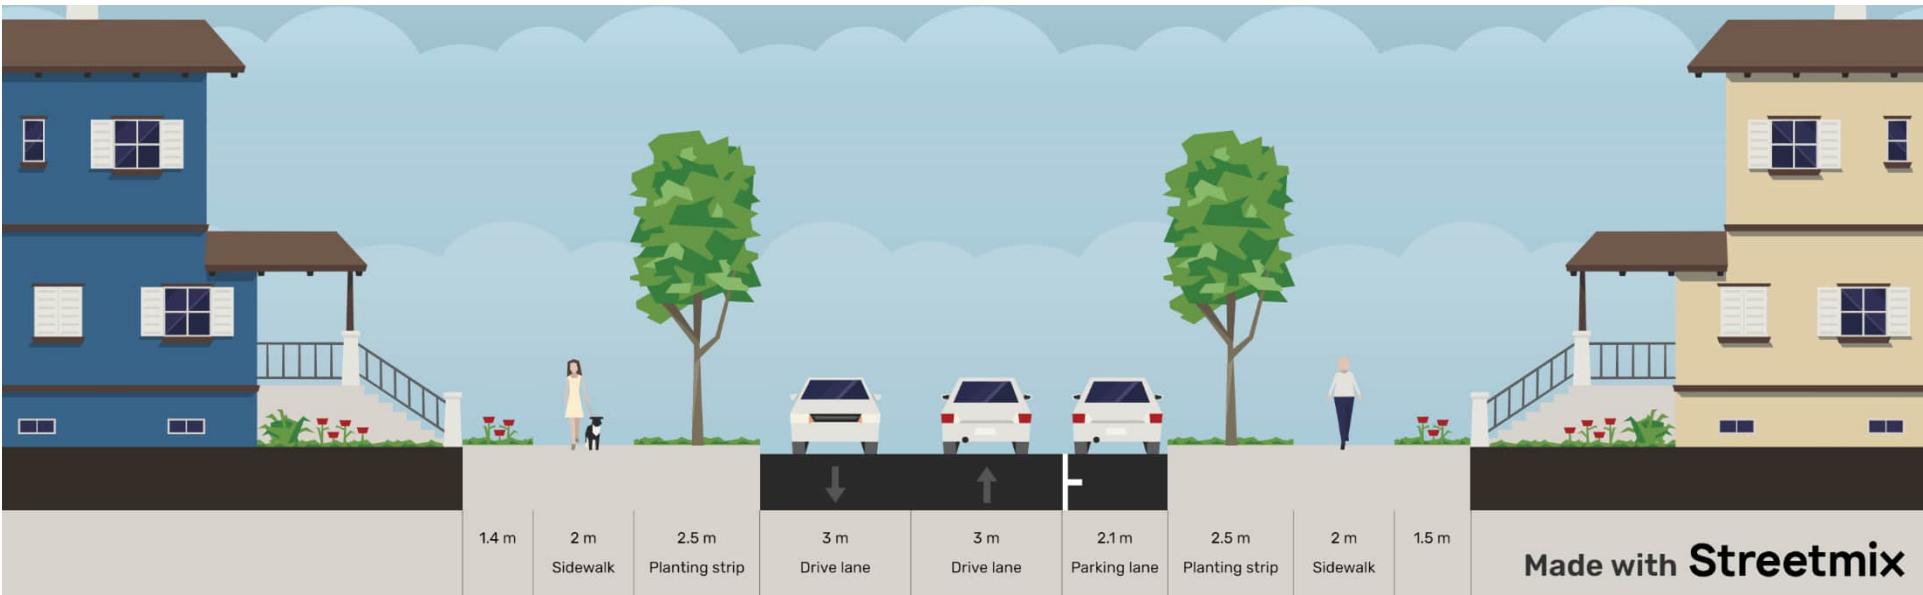 1.4 m
2 m
Sidewalk
2.5 m
Planting strip
3 m
Drive lane
3 m
Drive lane
2.1 m
Parking lane
2.5 m
Planting strip
2 m
Sidewalk
1.5 m
Made with Streetmix